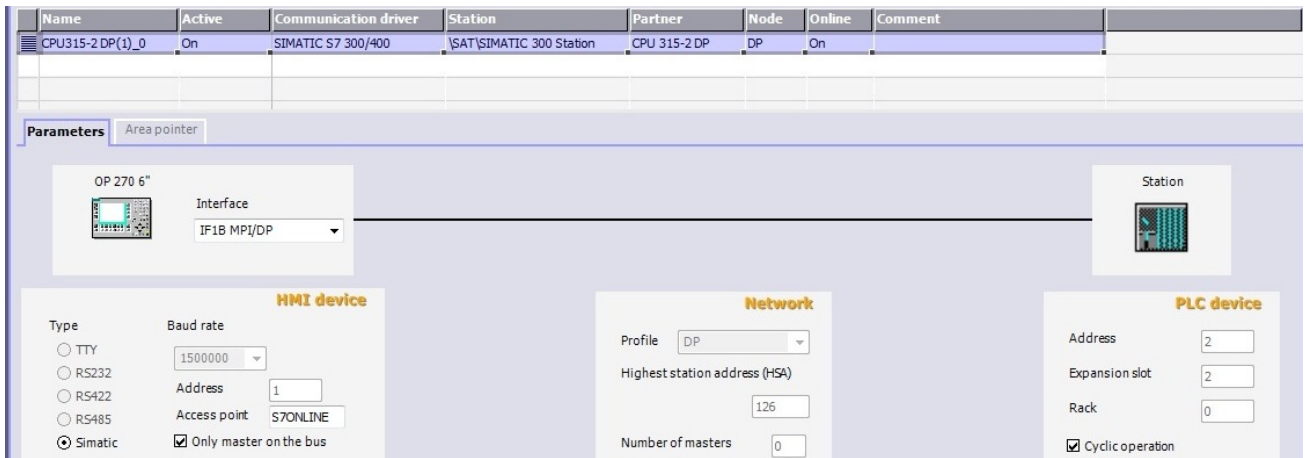 Name Active Communication driver Station Partner Node Online Comment
CPU315-2 DP(1)_0 On SIMATIC S7 300/400 \SAT\SIMATIC 300 Station CPU 315-2 DP DP On
Parameters Area pointer
OP 270 6"
Interface
IF1B MPI/DP
Station
HMI device
Type
TTY
RS232
RS422
RS485
Simatic
Baud rate
1500000
Address 1
Access point S7ONLINE
Only master on the bus
Network
Profile DP
Highest station address (HSA)
126
Number of masters 0
PLC device
Address 2
Expansion slot 2
Rack 0
Cyclic operation